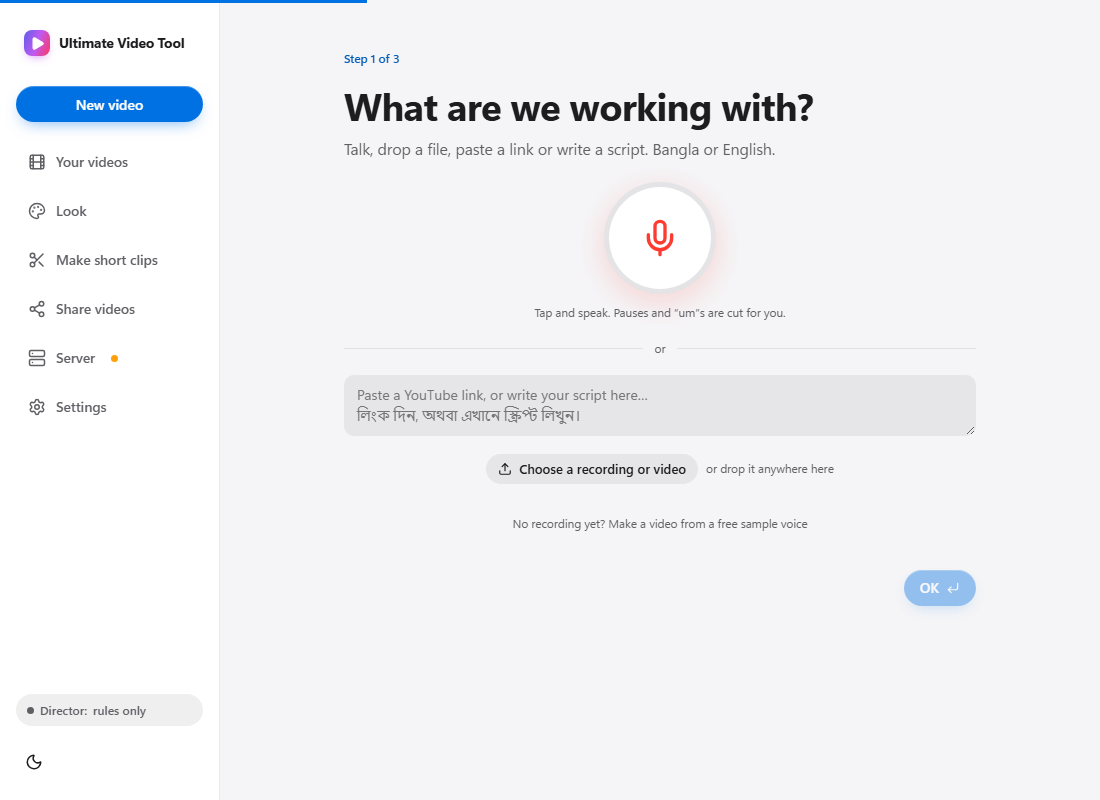 Ultimate Video Tool
New video
Your videos
Look
Make short clips
Share videos
Server
Settings
Director: rules only
Step 1 of 3
What are we working with?
Talk, drop a file, paste a link or write a script. Bangla or English.
Tap and speak. Pauses and “um”s are cut for you.
or
Paste a YouTube link, or write your script here...
লিংক দিন, অথবা এখানে স্ক্রিপ্ট লিখুন।
Choose a recording or video
or drop it anywhere here
No recording yet? Make a video from a free sample voice
OK